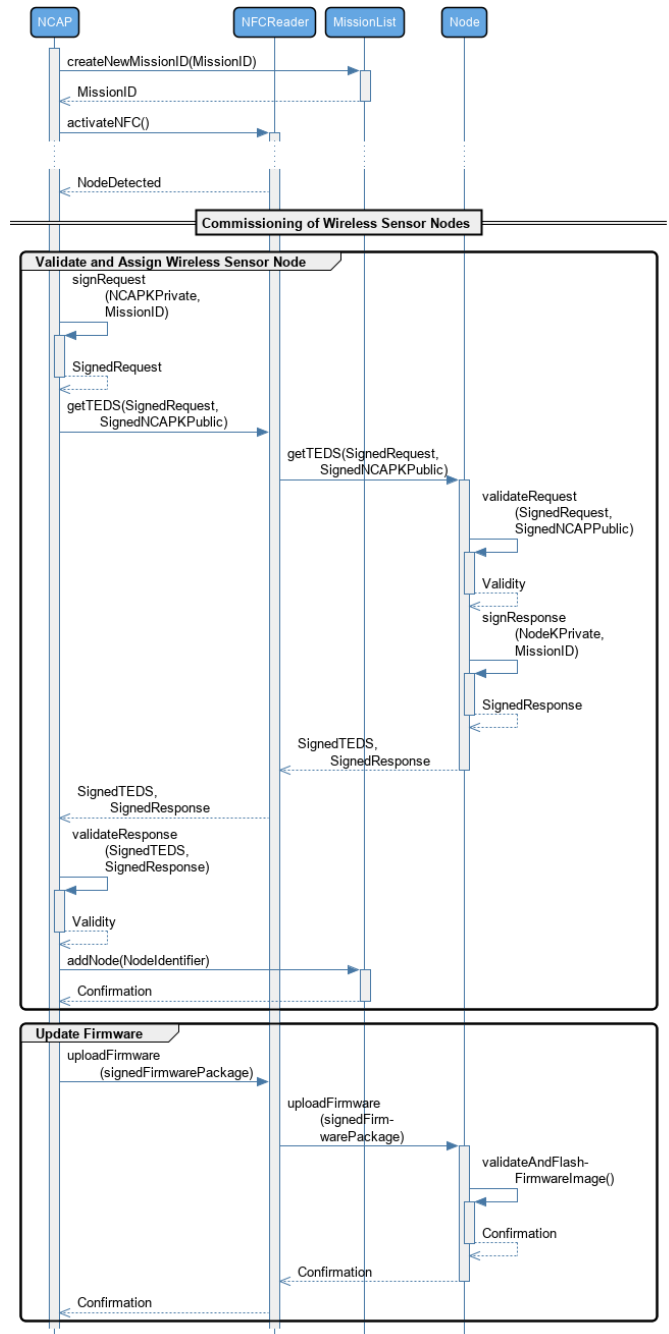 NCAP
NFCReader
MissionList
Node
createNewMissionID(MissionID)
MissionID
activateNFC()
NodeDetected
Commissioning of Wireless Sensor Nodes
Validate and Assign Wireless Sensor Node
signRequest
(NCAPKPrivate,
MissionID)
SignedRequest
getTEDS(SignedRequest,
SignedNCAPKPublic)
getTEDS(SignedRequest,
SignedNCAPKPublic)
validateRequest
(SignedRequest,
SignedNCAPPublic)
Validity
signResponse
(NodeKPrivate,
MissionID)
SignedResponse
SignedTEDS,
SignedResponse
SignedTEDS,
SignedResponse
validateResponse
(SignedTEDS,
SignedResponse)
Validity
addNode(NodeIdentifier)
Confirmation
Update Firmware
uploadFirmware
(signedFirmwarePackage)
uploadFirmware
(signedFirm-
warePackage)
validateAndFlash-
FirmwareImage()
Confirmation
Confirmation
Confirmation